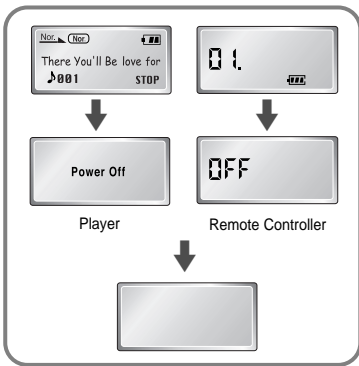 Nor. Nor
There You'll Be love for
♪001 STOP
01.
Power Off
OFF
Player
Remote Controller